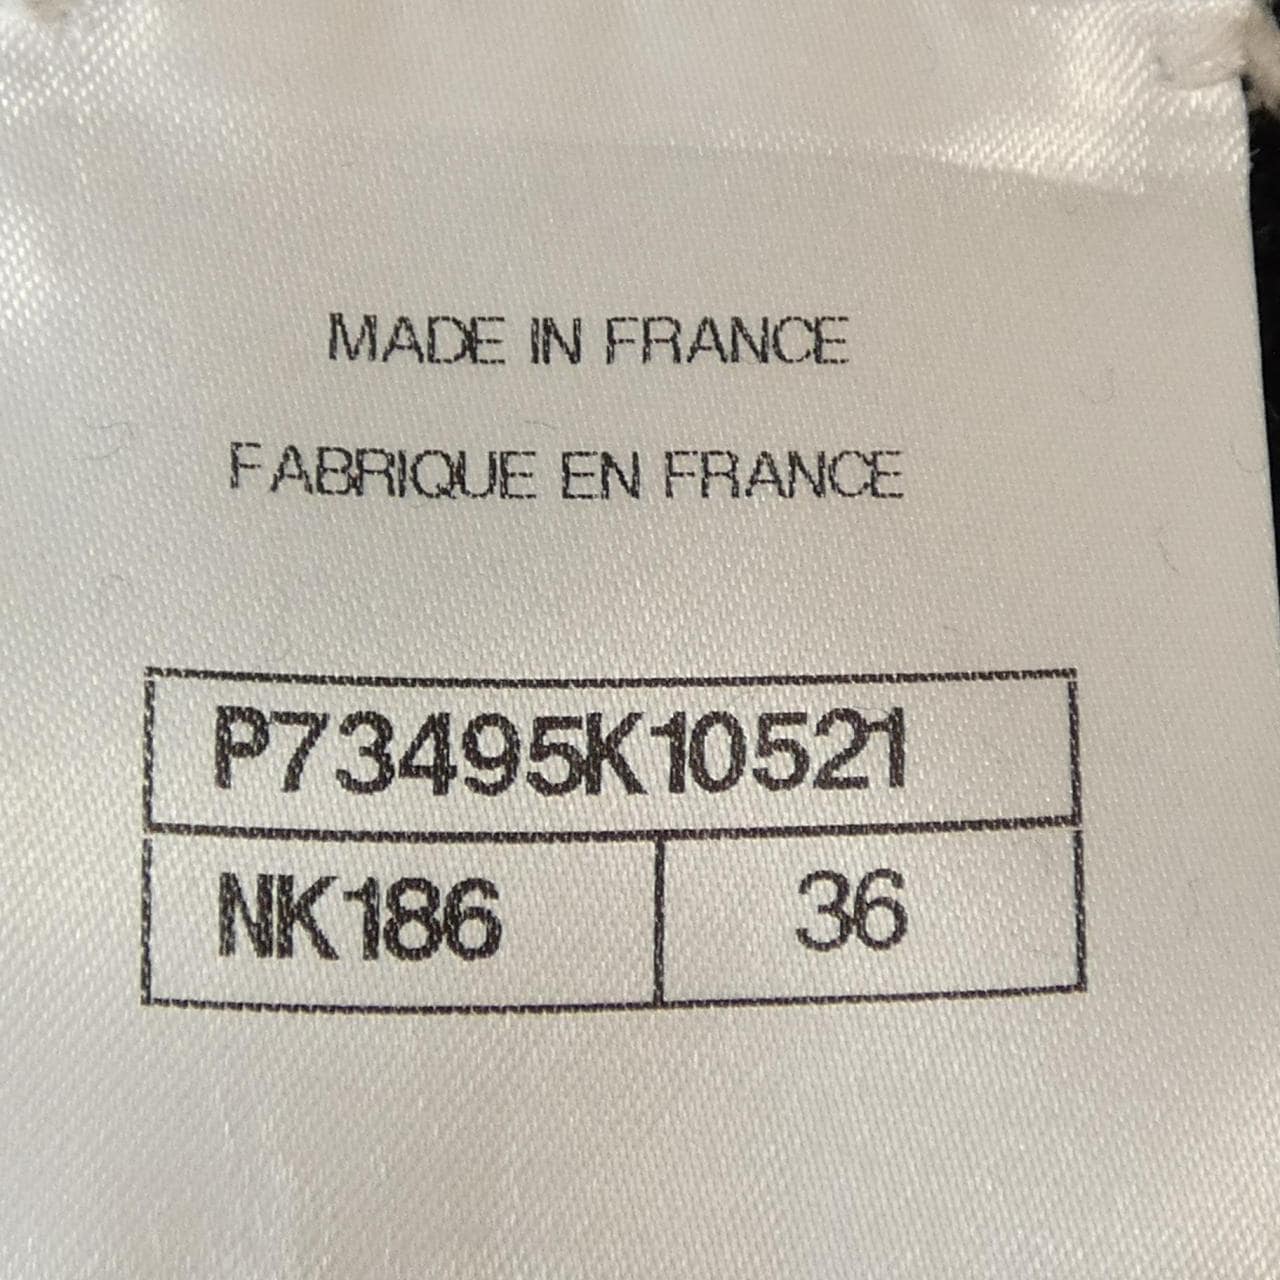 MADE IN FRANCE
FABRIQUE EN FRANCE
P73495K10521
NK186 36